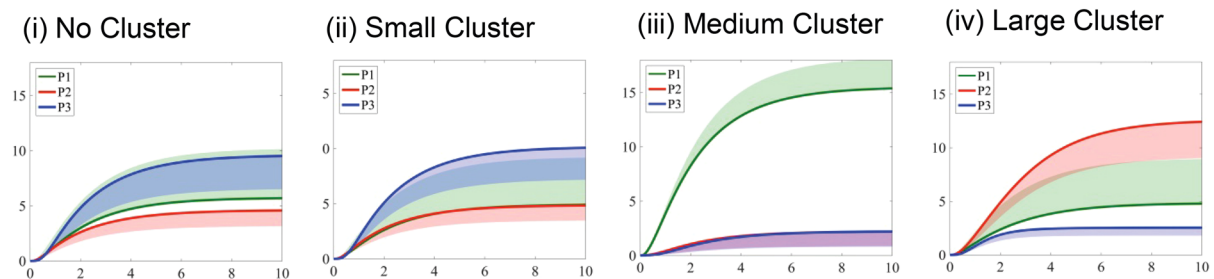 (i) No Cluster
(ii) Small Cluster
(iii) Medium Cluster
(iv) Large Cluster
P1
P2
P3
15
10
5
0
0 2 4 6 8 10
P1
P2
P3
5
0
5
0
0 2 4 6 8 10
P1
P2
P3
15
10
5
0
0 2 4 6 8 10
P1
P2
P3
15
10
5
0
0 2 4 6 8 10